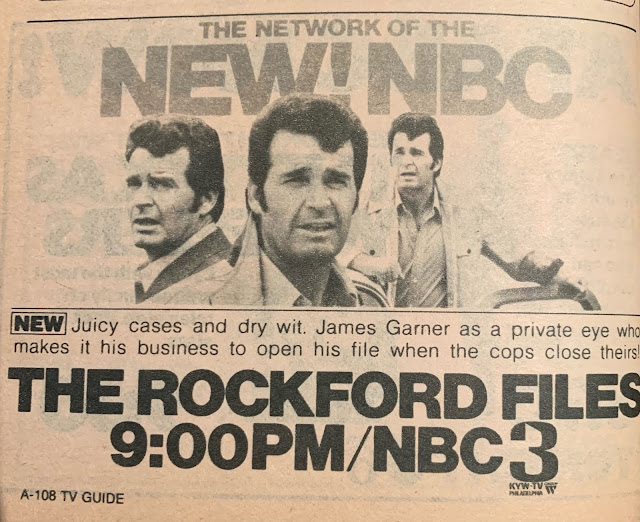 THE NETWORK OF THE
NEW! NBC
NEW Juicy cases and dry wit. James Garner as a private eye who
makes it his business to open his file when the cops close theirs!
THE ROCKFORD FILES
9:00PM/NBC 3
KYW-TV
PHILADELPHIA
A-108 TV GUIDE